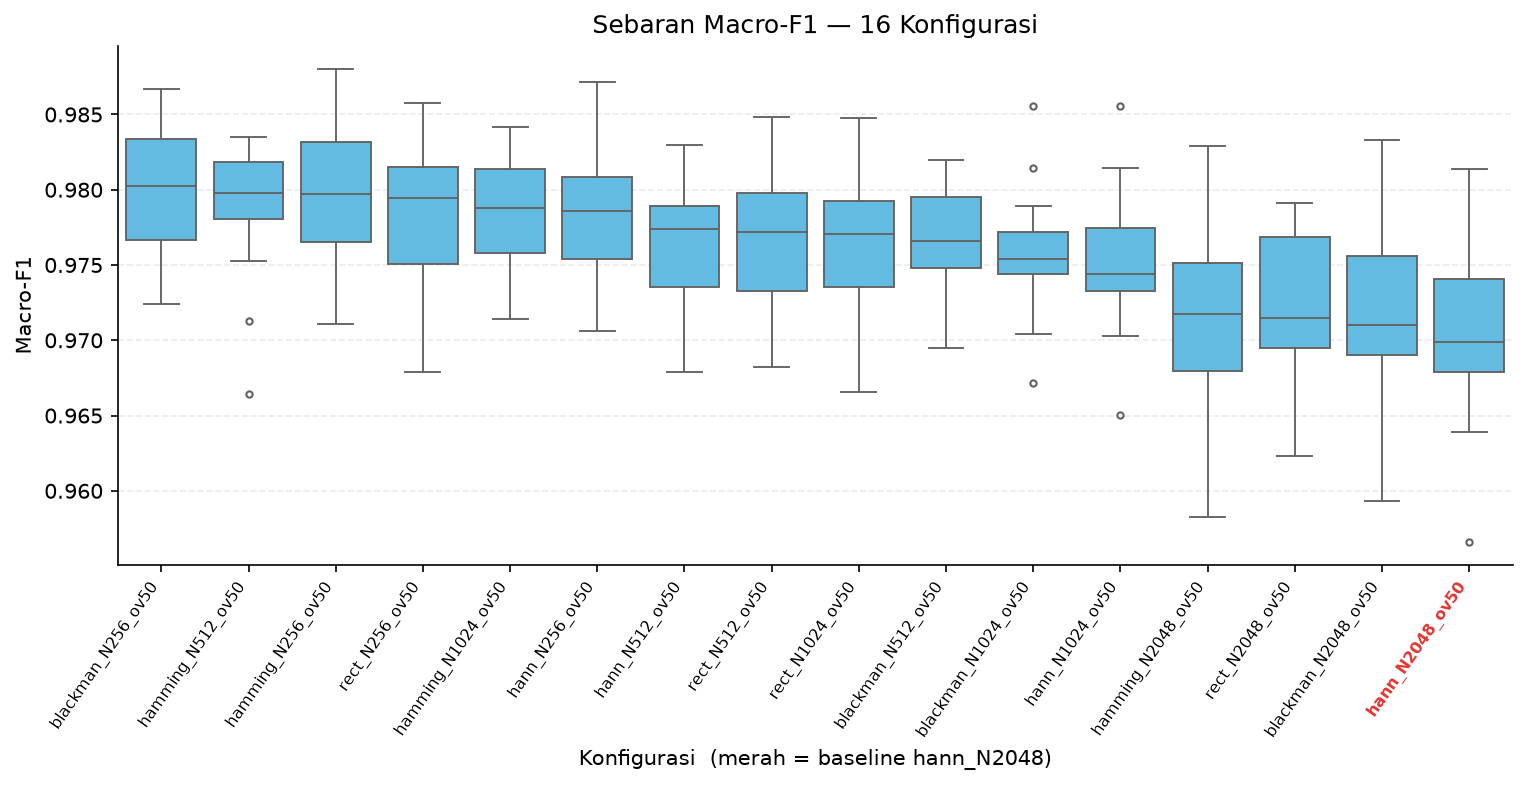 Sebaran Macro-F1 — 16 Konfigurasi
Macro-F1
0.985
0.980
0.975
0.970
0.965
0.960
blackman_N256_ov50
hamming_N512_ov50
hamming_N256_ov50
rect_N256_ov50
hamming_N1024_ov50
hann_N256_ov50
hann_N512_ov50
rect_N512_ov50
rect_N1024_ov50
blackman_N512_ov50
blackman_N1024_ov50
hann_N1024_ov50
hamming_N2048_ov50
rect_N2048_ov50
blackman_N2048_ov50
hann_N2048_ov50
Konfigurasi  (merah = baseline hann_N2048)